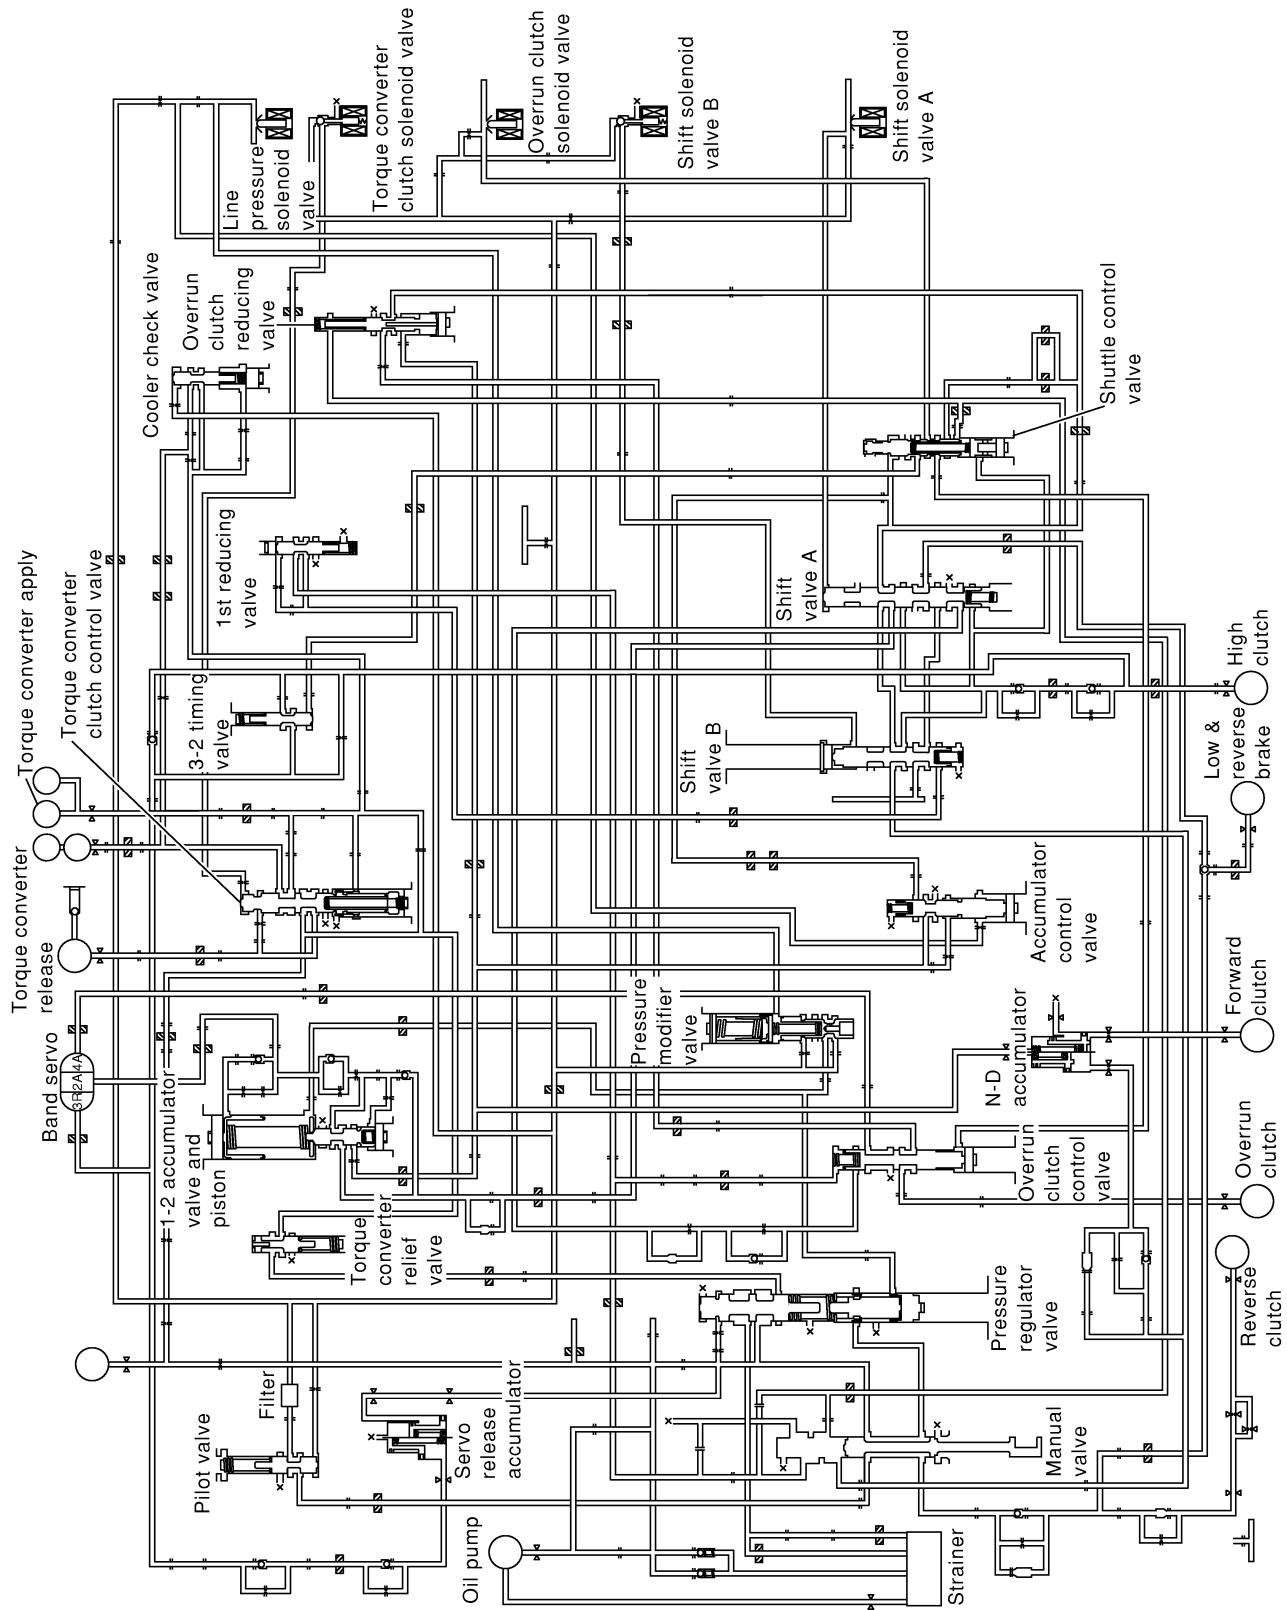 Torque converter apply
Torque converter
clutch control valve
Torque converter
Torque converter
release
Band servo
3R
2A
4A
Cooler check valve
Overrun
clutch
reducing
valve
Line
pressure
solenoid
valve
Torque converter
clutch solenoid valve
Overrun clutch
solenoid valve
Shift solenoid
valve B
Shift solenoid
valve A
1st reducing
valve
3-2 timing
valve
Shuttle control
valve
Shift
valve A
Shift
valve B
High
clutch
Low &
reverse
brake
Accumulator
control
valve
Pressure
modifier
valve
N-D
accumulator
Forward
clutch
1-2 accumulator
valve and
piston
Torque
converter
relief
valve
Overrun
clutch
control
valve
Overrun
clutch
Pressure
regulator
valve
Reverse
clutch
Filter
Pilot valve
Servo
release
accumulator
Manual
valve
Oil pump
Strainer